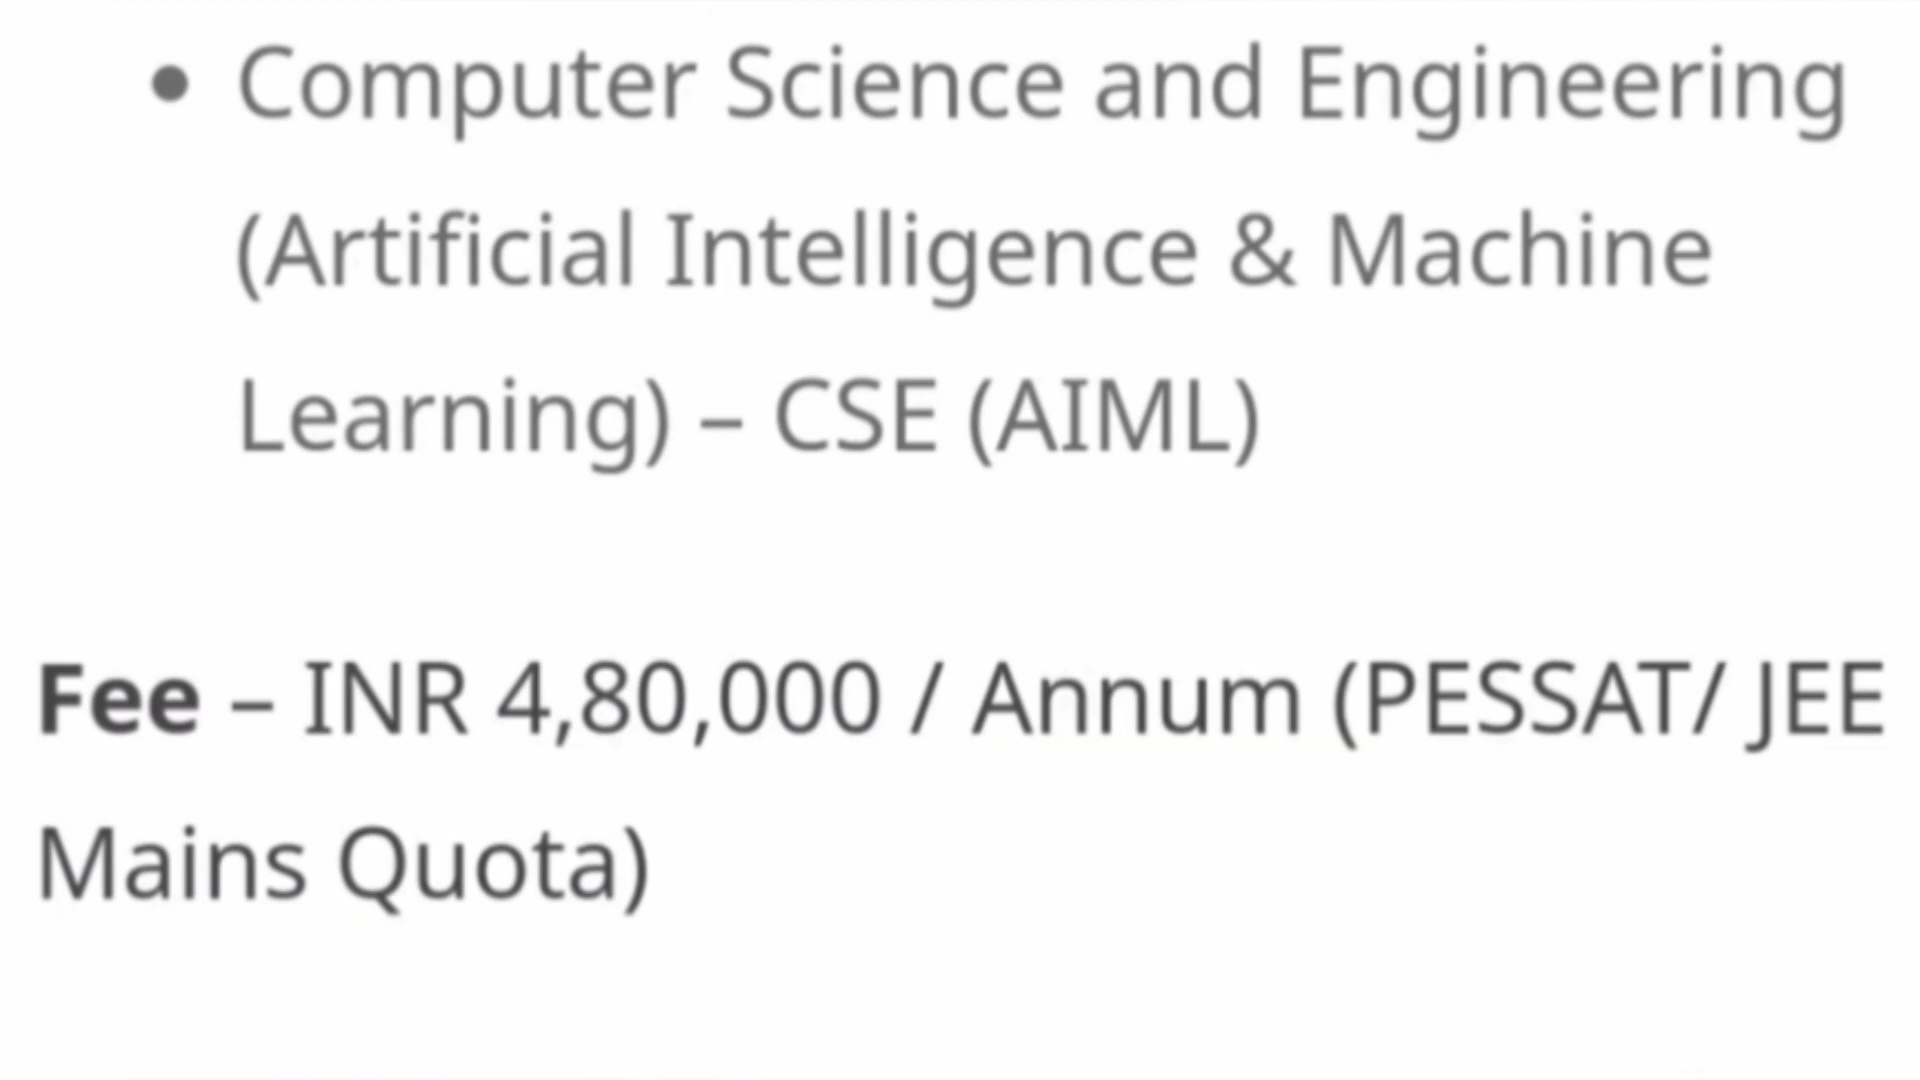 • Computer Science and Engineering
(Artificial Intelligence & Machine
Learning) – CSE (AIML)
Fee – INR 4,80,000 / Annum (PESSAT/ JEE
Mains Quota)